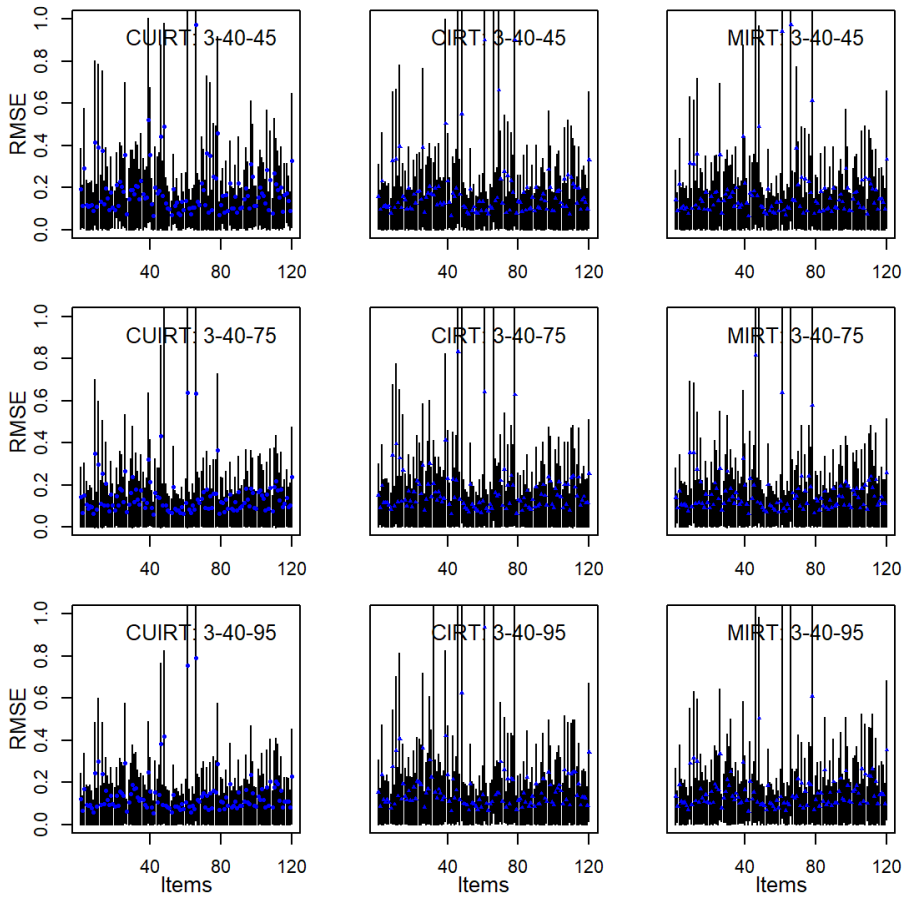 CUIRT: 3-40-45
CIRT: 3-40-45
MIRT: 3-40-45
RMSE
0.0 0.2 0.4 0.6 0.8 1.0
40 80 120
40 80 120
40 80 120
CUIRT: 3-40-75
CIRT: 3-40-75
MIRT: 3-40-75
RMSE
0.0 0.2 0.4 0.6 0.8 1.0
40 80 120
40 80 120
40 80 120
CUIRT: 3-40-95
CIRT: 3-40-95
MIRT: 3-40-95
RMSE
0.0 0.2 0.4 0.6 0.8 1.0
40 80 120
40 80 120
40 80 120
Items
Items
Items